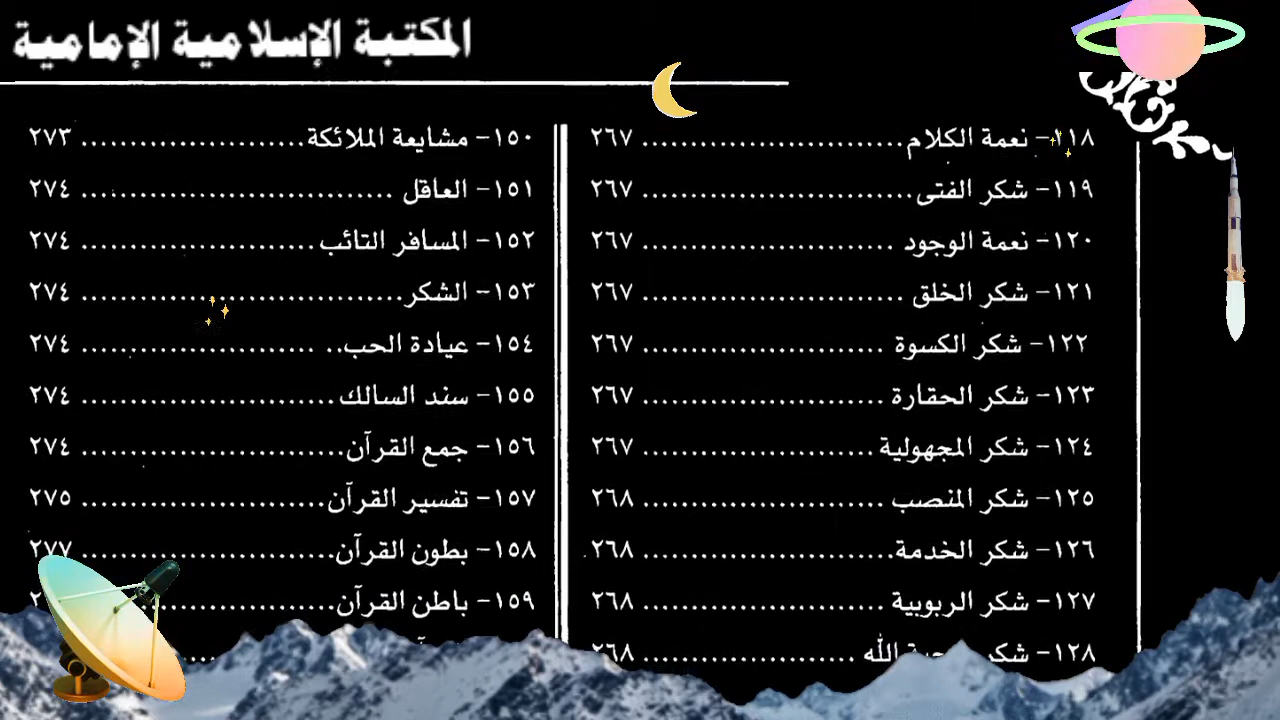 المكتبة الإسلامية الإمامية
١١٨- نعمة الكلام.......................... ٢٦٧
١١٩- شكر الفتى.......................... ٢٦٧
١٢٠- نعمة الوجود ........................ ٢٦٧
١٢١- شكر الخلق ......................... ٢٦٧
١٢٢- شكر الكسوة ........................ ٢٦٧
١٢٣- شكر الحقارة ........................ ٢٦٧
١٢٤- شكر المجهولية ....................... ٢٦٧
١٢٥- شكر المنصب ........................ ٢٦٨
١٢٦- شكر الخدمة......................... ٢٦٨
١٢٧- شكر الربوبية ........................ ٢٦٨
١٢٨- شكر الله ...................... ٢٦٨
١٥٠- مشايعة الملائكة....................... ٢٧٣
١٥١- العاقل ............................... ٢٧٤
١٥٢- المسافر التائب....................... ٢٧٤
١٥٣- الشكر................................ ٢٧٤
١٥٤- عيادة الحب.. ........................ ٢٧٤
١٥٥- سند السالك......................... ٢٧٤
١٥٦- جمع القرآن.......................... ٢٧٤
١٥٧- تفسير القرآن........................ ٢٧٥
١٥٨- بطون القرآن......................... ٢٧٧
١٥٩- باطن القرآن.................